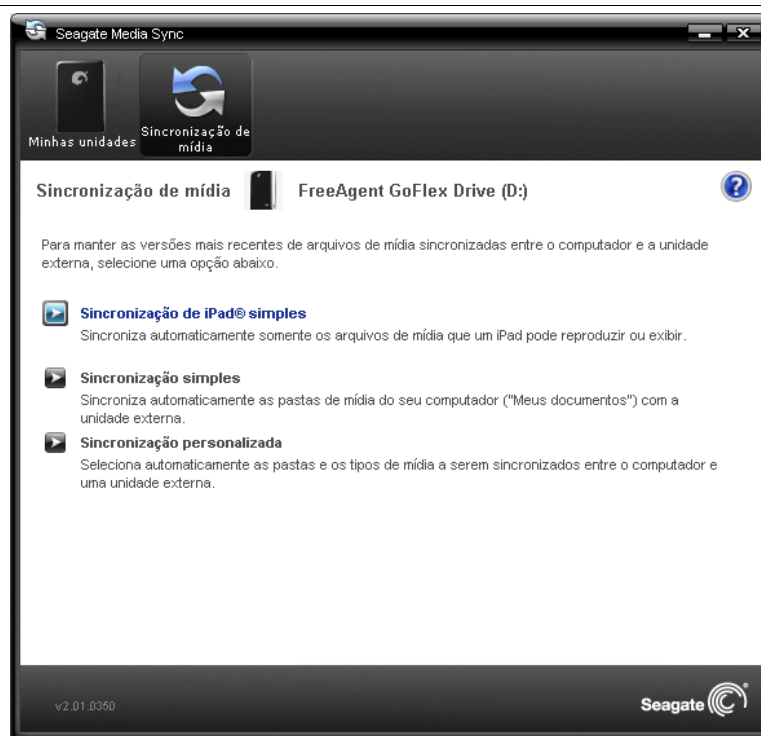 Seagate Media Sync
Minhas unidades
Sincronização de
mídia
Sincronização de mídia FreeAgent GoFlex Drive (D:)
?
Para manter as versões mais recentes de arquivos de mídia sincronizadas entre o computador e a unidade
externa, selecione uma opção abaixo.
Sincronização de iPad® simples
Sincroniza automaticamente somente os arquivos de mídia que um iPad pode reproduzir ou exibir.
Sincronização simples
Sincroniza automaticamente as pastas de mídia do seu computador ("Meus documentos") com a
unidade externa.
Sincronização personalizada
Seleciona automaticamente as pastas e os tipos de mídia a serem sincronizados entre o computador e
uma unidade externa.
v2.01.0350
Seagate